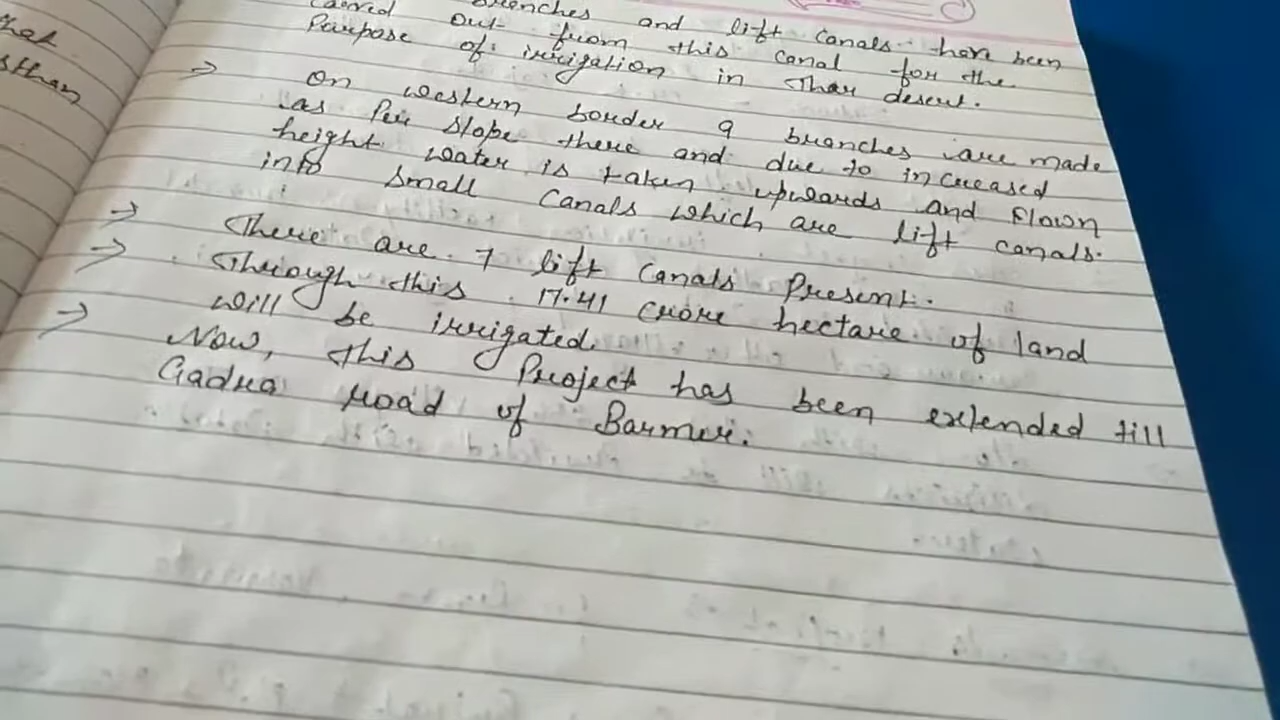 branches and lift canals have been
carved out from this canal for the
Purpose of irrigation in Thar desert.
→ On western border 9 branches are made
as Per slope there and due to increased
height water is taken upwards and flown
into small canals which are lift canals.
→ There are 7 lift canals Present.
→ Through this 17.41 crore hectare of land
will be irrigated.
→ Now, this Project has been extended till
Gadra road of Barmer.